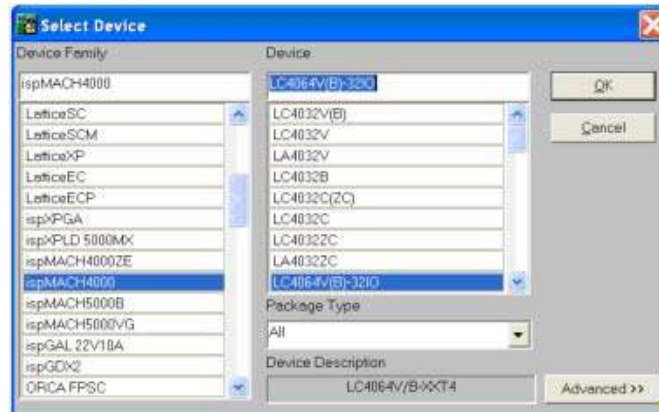 Select Device
Device Family
ispMACH4000
LatticeSC
LatticeSCM
LatticeXP
LatticeEC
LatticeECP
ispXPGA
ispXPLD 5000MX
ispMACH4000ZE
ispMACH4000
ispMACH5000B
ispMACH5000VG
ispGAL 22V10A
ispGDX2
ORCA FPSC
Device
LC4064V(B)-32IO
LC4032V(B)
LC4032V
LA4032V
LC4032B
LC4032C(ZC)
LC4032C
LC4032ZC
LA4032ZC
LC4064V(B)-32IO
Package Type
All
Device Description
LC4064V/B-XXT4
OK
Cancel
Advanced >>